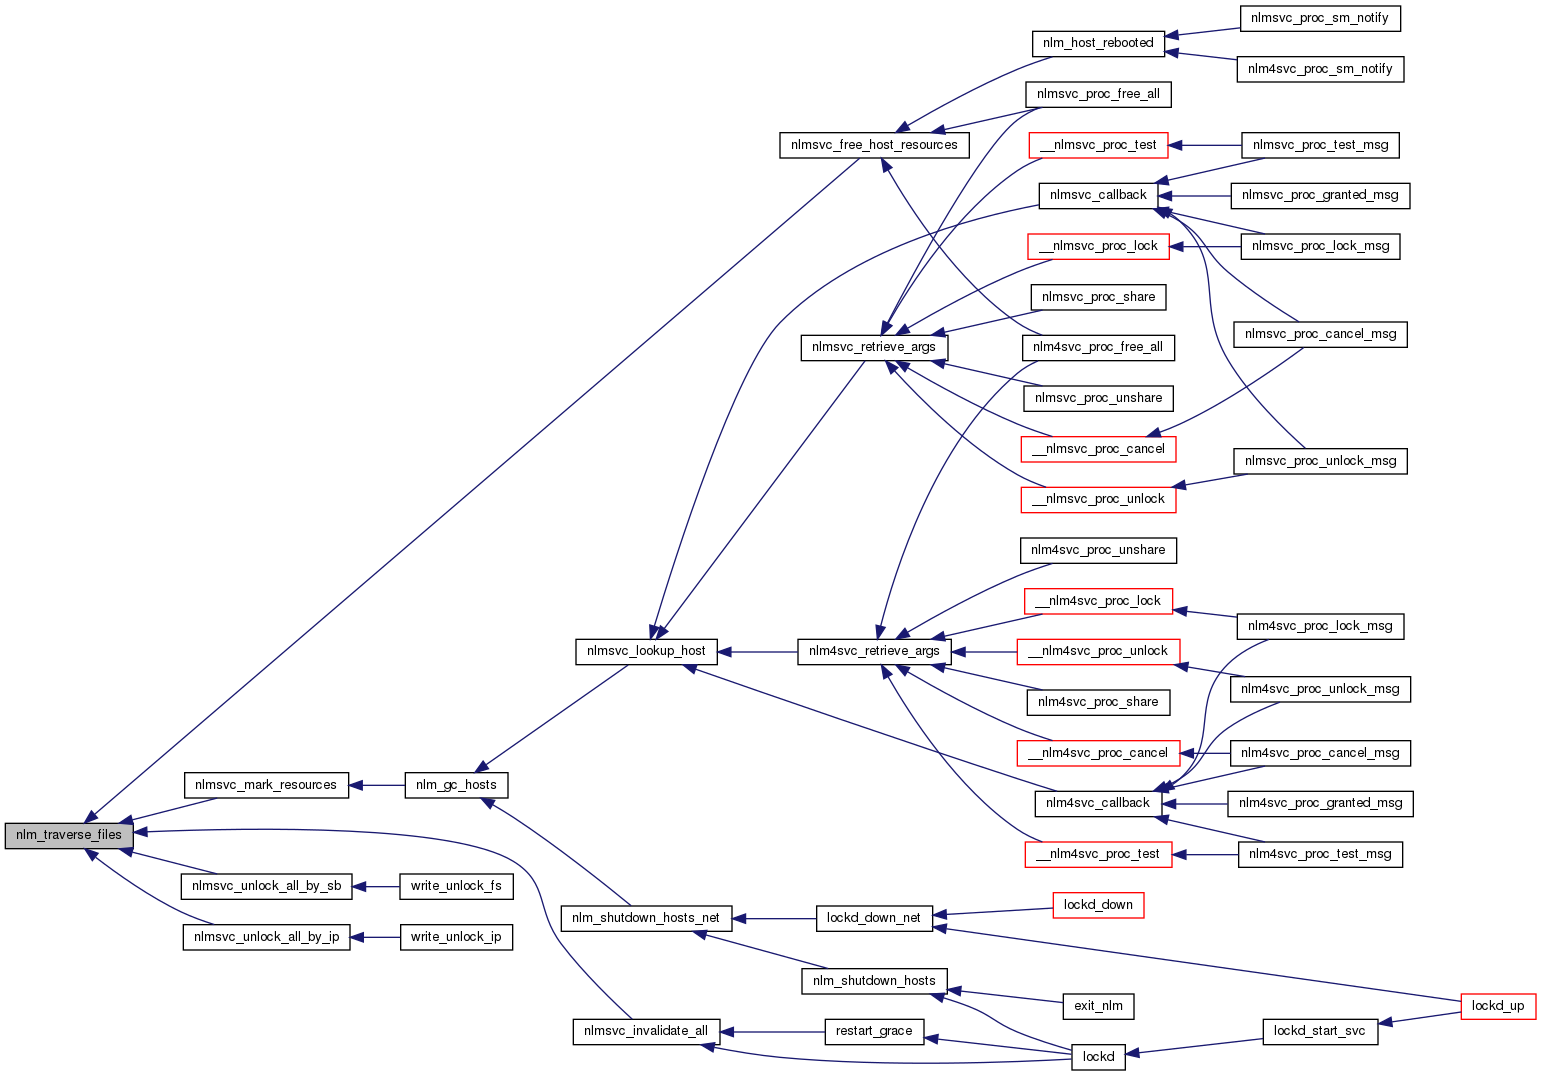 nlmsvc_proc_sm_notify
nlm_host_rebooted
nlm4svc_proc_sm_notify
nlmsvc_proc_free_all
nlmsvc_free_host_resources
__nlmsvc_proc_test
nlmsvc_proc_test_msg
nlmsvc_callback
nlmsvc_proc_granted_msg
__nlmsvc_proc_lock
nlmsvc_proc_lock_msg
nlmsvc_proc_share
nlmsvc_proc_cancel_msg
nlmsvc_retrieve_args
nlm4svc_proc_free_all
nlmsvc_proc_unshare
__nlmsvc_proc_cancel
nlmsvc_proc_unlock_msg
__nlmsvc_proc_unlock
nlm4svc_proc_unshare
__nlm4svc_proc_lock
nlm4svc_proc_lock_msg
nlmsvc_lookup_host
nlm4svc_retrieve_args
__nlm4svc_proc_unlock
nlm4svc_proc_unlock_msg
nlm4svc_proc_share
__nlm4svc_proc_cancel
nlm4svc_proc_cancel_msg
nlmsvc_mark_resources
nlm_gc_hosts
nlm4svc_callback
nlm4svc_proc_granted_msg
nlm_traverse_files
__nlm4svc_proc_test
nlm4svc_proc_test_msg
nlmsvc_unlock_all_by_sb
write_unlock_fs
lockd_down
nlm_shutdown_hosts_net
lockd_down_net
nlmsvc_unlock_all_by_ip
write_unlock_ip
nlm_shutdown_hosts
exit_nlm
lockd_up
nlmsvc_invalidate_all
restart_grace
lockd_start_svc
lockd